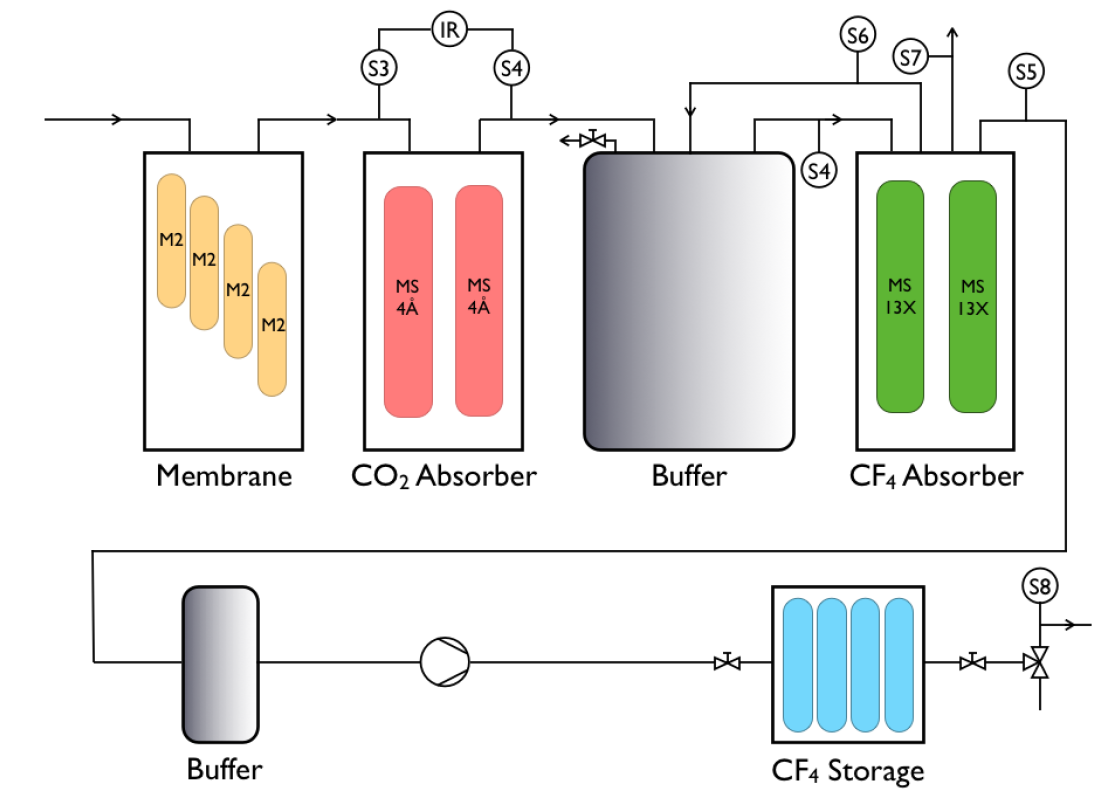 IR
S3
S4
S6
S7
S5
S4
M2
M2
M2
M2
MS
4Å
MS
4Å
MS
13X
MS
13X
Membrane
CO₂ Absorber
Buffer
CF₄ Absorber
S8
Buffer
CF₄ Storage